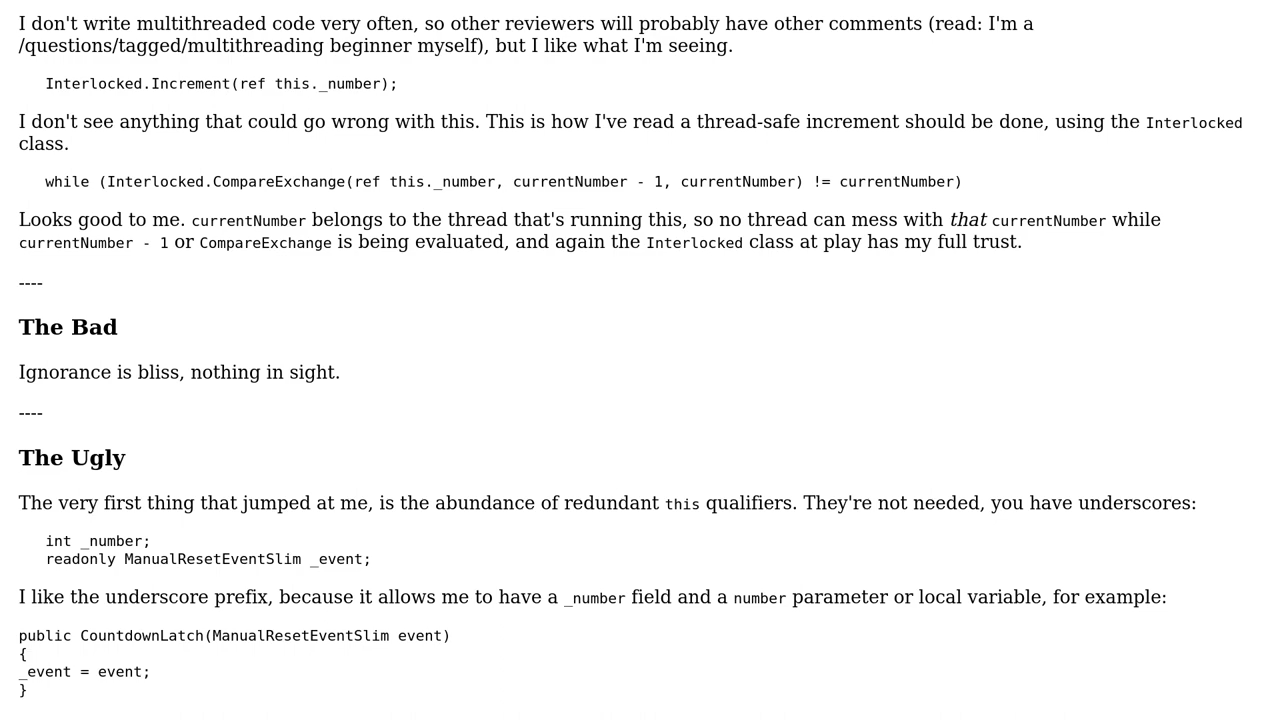 I don't write multithreaded code very often, so other reviewers will probably have other comments (read: I'm a
/questions/tagged/multithreading beginner myself), but I like what I'm seeing.
Interlocked.Increment(ref this._number);
I don't see anything that could go wrong with this. This is how I've read a thread-safe increment should be done, using the Interlocked
class.
while (Interlocked.CompareExchange(ref this._number, currentNumber - 1, currentNumber) != currentNumber)
Looks good to me. currentNumber belongs to the thread that's running this, so no thread can mess with that currentNumber while
currentNumber - 1 or CompareExchange is being evaluated, and again the Interlocked class at play has my full trust.
----
The Bad
Ignorance is bliss, nothing in sight.
----
The Ugly
The very first thing that jumped at me, is the abundance of redundant this qualifiers. They're not needed, you have underscores:
int _number;
readonly ManualResetEventSlim _event;
I like the underscore prefix, because it allows me to have a _number field and a number parameter or local variable, for example:
public CountdownLatch(ManualResetEventSlim event)
{
_event = event;
}